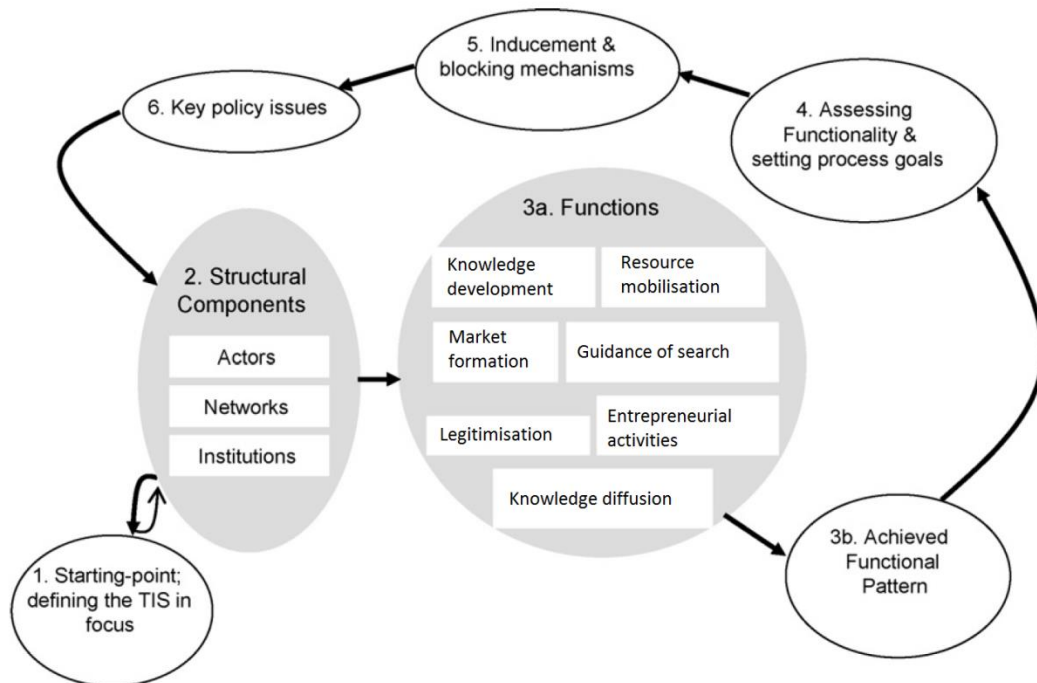 1. Starting-point;
defining the TIS in
focus
2. Structural
Components
Actors
Networks
Institutions
3a. Functions
Knowledge
development
Resource
mobilisation
Market
formation
Guidance of search
Legitimisation
Entrepreneurial
activities
Knowledge diffusion
3b. Achieved
Functional
Pattern
4. Assessing
Functionality &
setting process goals
5. Inducement &
blocking mechanisms
6. Key policy issues